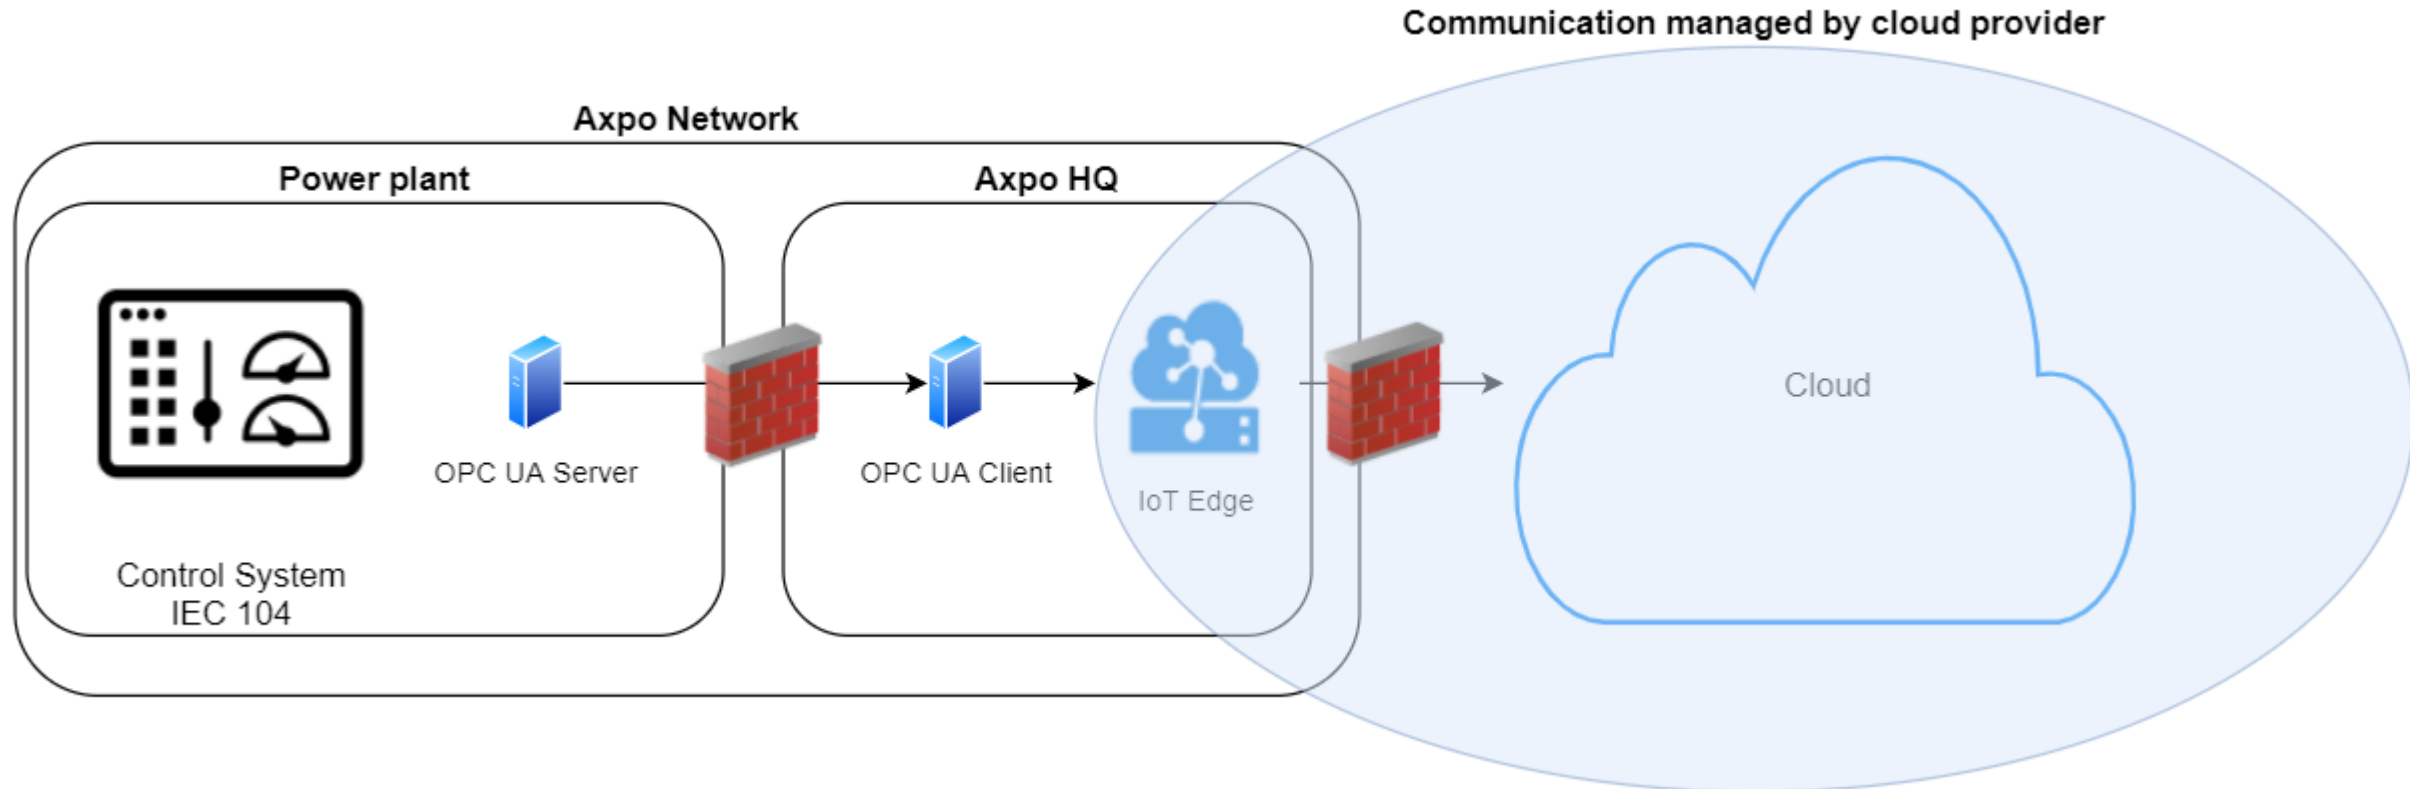 Communication managed by cloud provider
Axpo Network
Power plant
Axpo HQ
Cloud
OPC UA Server
OPC UA Client
IoT Edge
Control System
IEC 104